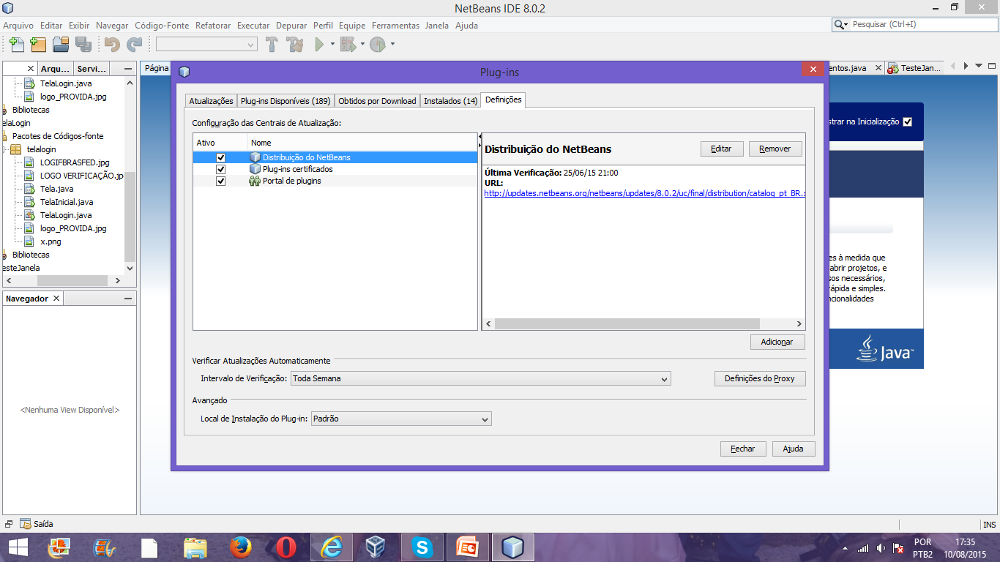 NetBeans IDE 8.0.2
Arquivo Editar Exibir Navegar Código-Fonte Refatorar Executar Depurar Perfil Equipe Ferramentas Janela Ajuda
Pesquisar (Ctrl+I)
Arqu... Servi...
Página
entos.java
TesteJan...
TelaLogin.java
logo_PROVIDA.jpg
Bibliotecas
elaLogin
Pacotes de Códigos-fonte
telalogin
LOGIFBRASFED.jpg
LOGO VERIFICAÇÃO.jp
Tela.java
TelaInicial.java
TelaLogin.java
logo_PROVIDA.jpg
x.png
Bibliotecas
esteJanela
Navegador
<Nenhuma View Disponível>
Plug-ins
Atualizações
Plug-ins Disponíveis (189)
Obtidos por Download
Instalados (14)
Definições
Configuração das Centrais de Atualização:
Ativo Nome
Distribuição do NetBeans
Plug-ins certificados
Portal de plugins
Distribuição do NetBeans
Editar
Remover
Última Verificação: 25/06/15 21:00
URL:
http://updates.netbeans.org/netbeans/updates/8.0.2/uc/final/distribution/catalog_pt_BR.x
Adicionar
Verificar Atualizações Automaticamente
Intervalo de Verificação: Toda Semana
Definições do Proxy
Avançado
Local de Instalação do Plug-in: Padrão
Fechar
Ajuda
strar na Inicialização
es à medida que
abrir projetos, e
sos necessários,
rápida e simples.
ncionalidades
Java™
Saída
INS
POR
PTB2
17:35
10/08/2015